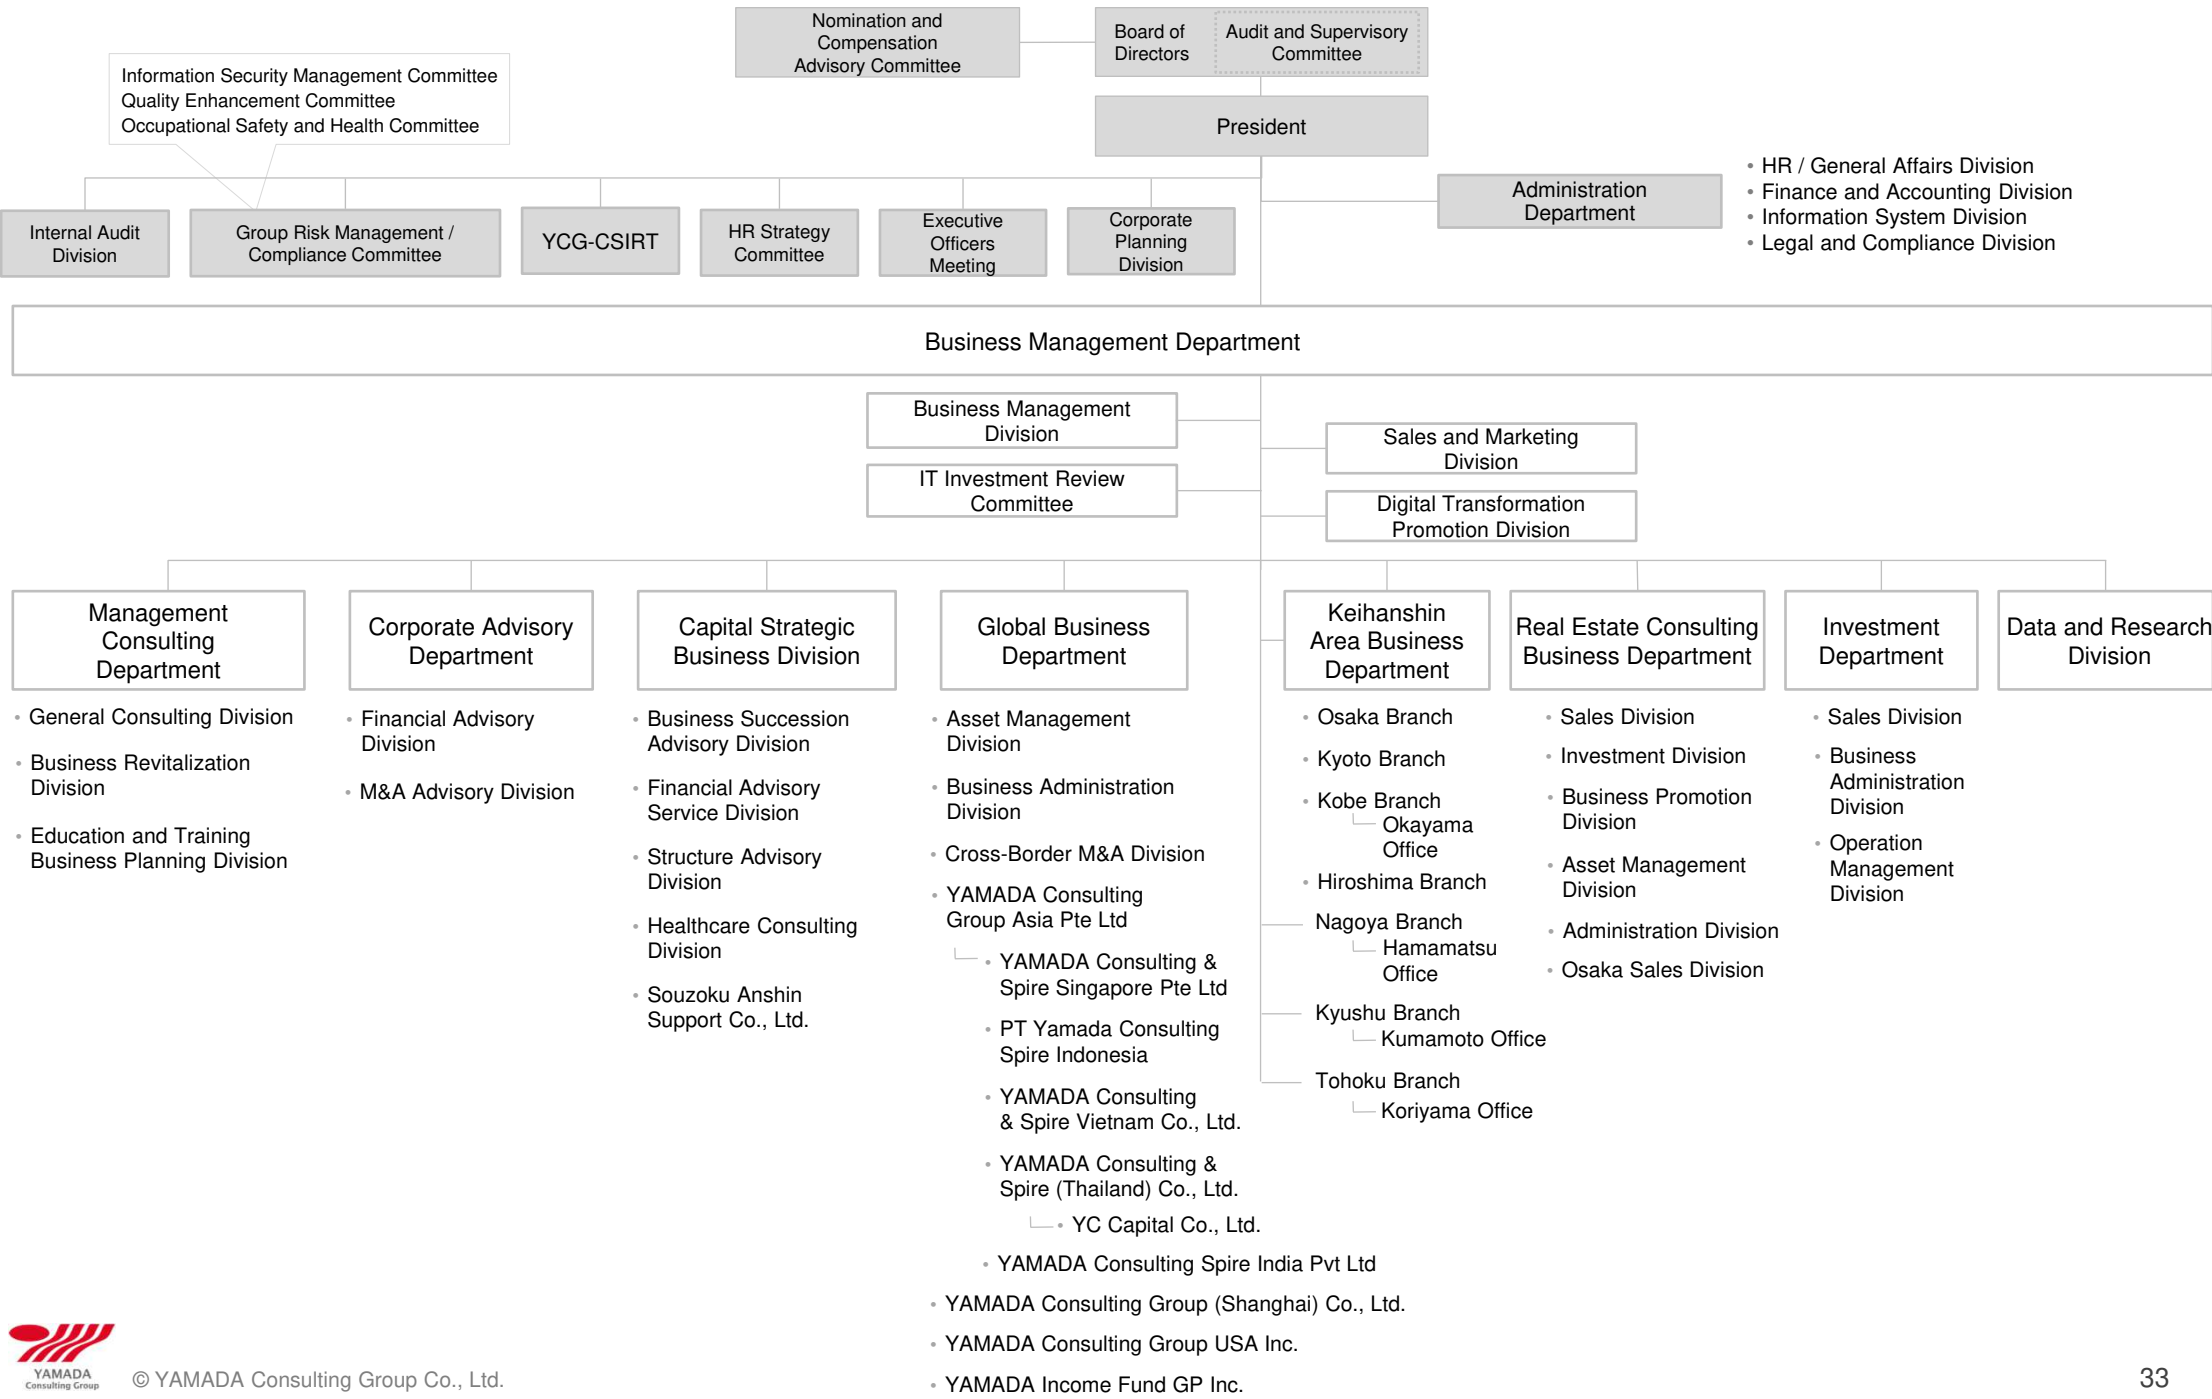 Nomination and
Compensation
Advisory Committee
Board of
Directors
Audit and Supervisory
Committee
Information Security Management Committee
Quality Enhancement Committee
Occupational Safety and Health Committee
President
Administration
Department
• HR / General Affairs Division
• Finance and Accounting Division
• Information System Division
• Legal and Compliance Division
Internal Audit
Division
Group Risk Management /
Compliance Committee
YCG-CSIRT
HR Strategy
Committee
Executive
Officers
Meeting
Corporate
Planning
Division
Business Management Department
Business Management
Division
Sales and Marketing
Division
IT Investment Review
Committee
Digital Transformation
Promotion Division
Management
Consulting
Department
• General Consulting Division
• Business Revitalization
Division
• Education and Training
Business Planning Division
Corporate Advisory
Department
• Financial Advisory
Division
• M&A Advisory Division
Capital Strategic
Business Division
• Business Succession
Advisory Division
• Financial Advisory
Service Division
• Structure Advisory
Division
• Healthcare Consulting
Division
• Souzoku Anshin
Support Co., Ltd.
Global Business
Department
• Asset Management
Division
• Business Administration
Division
• Cross-Border M&A Division
• YAMADA Consulting
Group Asia Pte Ltd
• YAMADA Consulting &
Spire Singapore Pte Ltd
• PT Yamada Consulting
Spire Indonesia
• YAMADA Consulting
& Spire Vietnam Co., Ltd.
• YAMADA Consulting &
Spire (Thailand) Co., Ltd.
• YC Capital Co., Ltd.
• YAMADA Consulting Spire India Pvt Ltd
• YAMADA Consulting Group (Shanghai) Co., Ltd.
• YAMADA Consulting Group USA Inc.
• YAMADA Income Fund GP Inc.
Keihanshin
Area Business
Department
• Osaka Branch
• Kyoto Branch
• Kobe Branch
Okayama
Office
• Hiroshima Branch
Nagoya Branch
Hamamatsu
Office
Kyushu Branch
Kumamoto Office
Tohoku Branch
Koriyama Office
Real Estate Consulting
Business Department
• Sales Division
• Investment Division
• Business Promotion
Division
• Asset Management
Division
• Administration Division
• Osaka Sales Division
Investment
Department
• Sales Division
• Business
Administration
Division
• Operation
Management
Division
Data and Research
Division
YAMADA
Consulting Group
© YAMADA Consulting Group Co., Ltd.
33